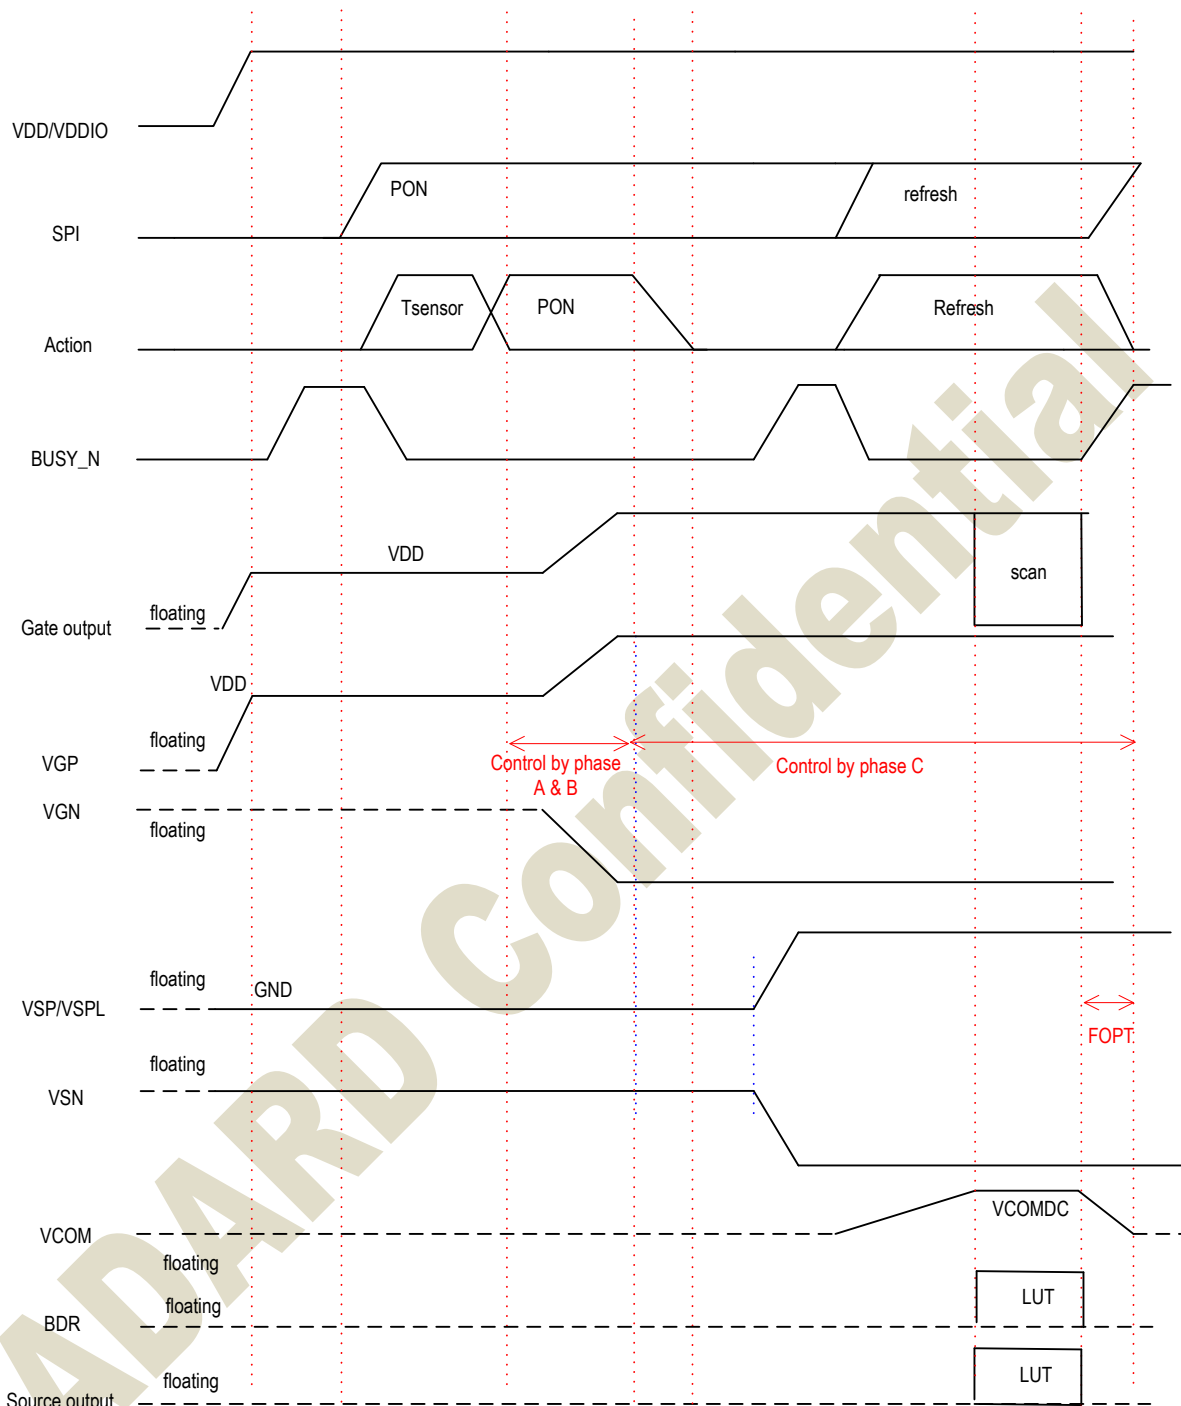 VDD/VDDIO
PON
refresh
SPI
Tsensor
PON
Refresh
Action
BUSY_N
VDD
scan
floating
Gate output
VDD
floating
VGP
Control by phase
A & B
Control by phase C
VGN
floating
floating
GND
VSP/VSPL
FOPT
floating
VSN
VCOMDC
VCOM
floating
floating
LUT
BDR
floating
LUT
Source output
ADARD Confidential